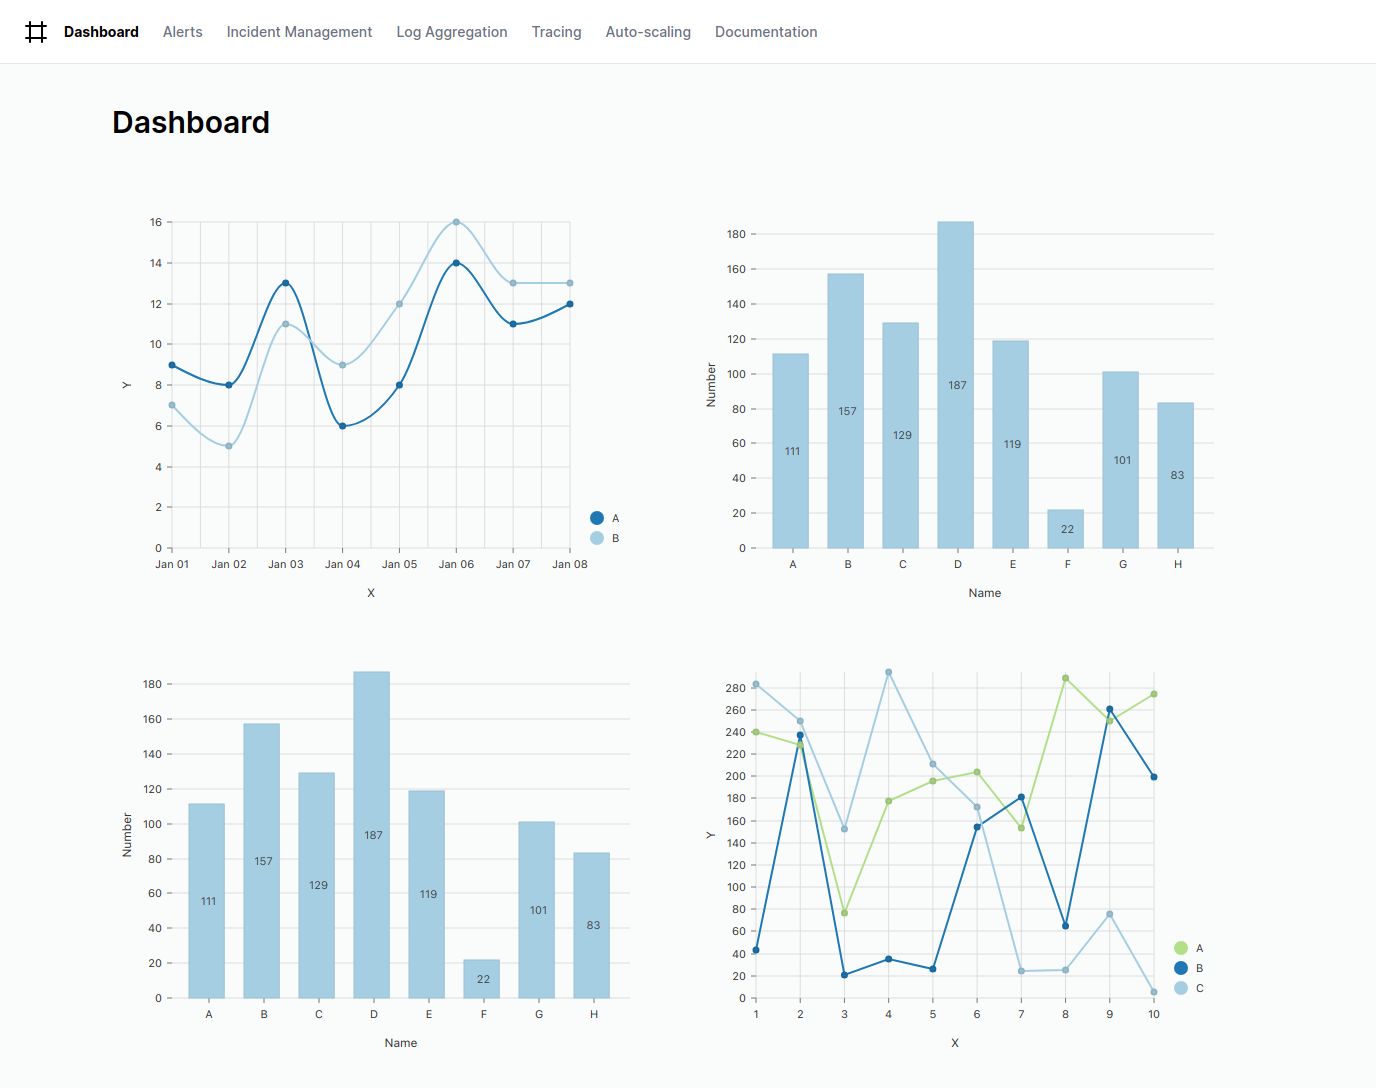 Dashboard Alerts Incident Management Log Aggregation Tracing Auto-scaling Documentation
Dashboard
16
14
12
10
8
6
4
2
0
Y
Jan 01 Jan 02 Jan 03 Jan 04 Jan 05 Jan 06 Jan 07 Jan 08
X
A
B
180
160
140
120
100
80
60
40
20
0
Number
111 157 129 187 119 22 101 83
A B C D E F G H
Name
180
160
140
120
100
80
60
40
20
0
Number
111 157 129 187 119 22 101 83
A B C D E F G H
Name
280
260
240
220
200
180
160
140
120
100
80
60
40
20
0
Y
1 2 3 4 5 6 7 8 9 10
X
A
B
C